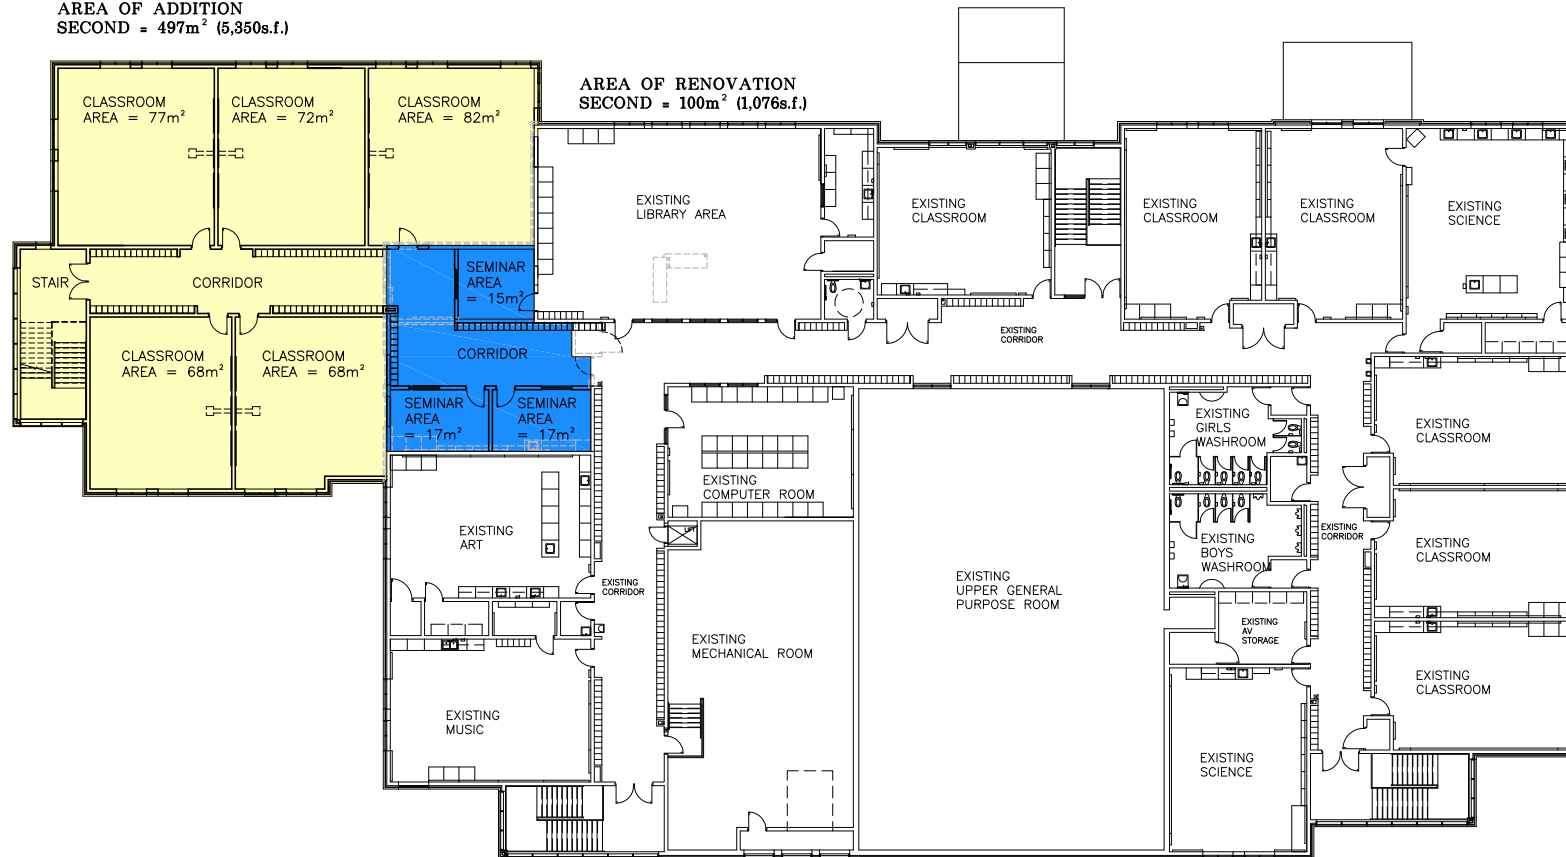 AREA OF ADDITION
SECOND = 497m² (5,350s.f.)
AREA OF RENOVATION
SECOND = 100m² (1,076s.f.)
CLASSROOM
AREA = 77m²
CLASSROOM
AREA = 72m²
CLASSROOM
AREA = 82m²
EXISTING
LIBRARY AREA
EXISTING
CLASSROOM
EXISTING
CLASSROOM
EXISTING
CLASSROOM
EXISTING
SCIENCE
STAIR
CORRIDOR
SEMINAR
AREA
= 15m²
EXISTING
CORRIDOR
CLASSROOM
AREA = 68m²
CLASSROOM
AREA = 68m²
CORRIDOR
SEMINAR
AREA
= 17m²
SEMINAR
AREA
= 17m²
EXISTING
GIRLS
WASHROOM
EXISTING
CLASSROOM
EXISTING
COMPUTER ROOM
EXISTING
ART
LIFT
EXISTING
BOYS
WASHROOM
EXISTING
CORRIDOR
EXISTING
CLASSROOM
EXISTING
CORRIDOR
EXISTING
UPPER GENERAL
PURPOSE ROOM
EXISTING
MECHANICAL ROOM
EXISTING
AV
STORAGE
EXISTING
CLASSROOM
EXISTING
MUSIC
EXISTING
SCIENCE